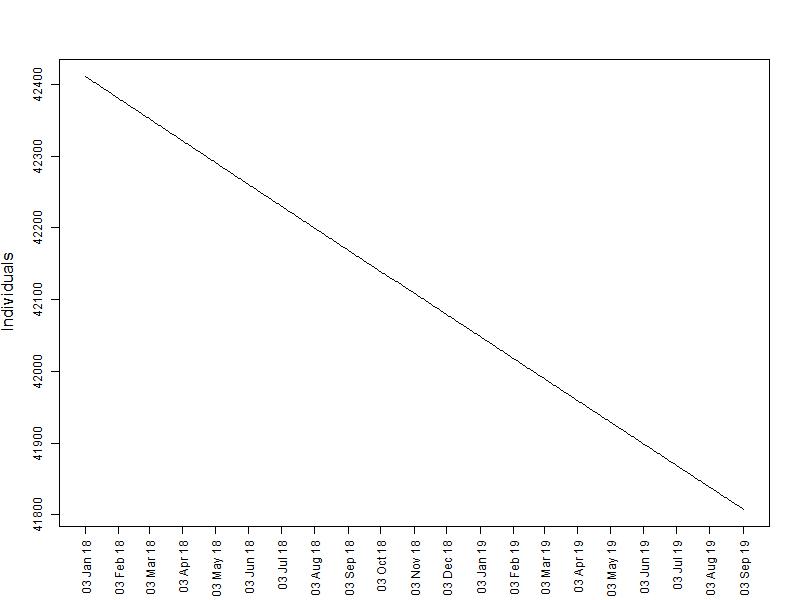 Individuals
42400
42300
42200
42100
42000
41900
41800
03 Jan 18
03 Feb 18
03 Mar 18
03 Apr 18
03 May 18
03 Jun 18
03 Jul 18
03 Aug 18
03 Sep 18
03 Oct 18
03 Nov 18
03 Dec 18
03 Jan 19
03 Feb 19
03 Mar 19
03 Apr 19
03 May 19
03 Jun 19
03 Jul 19
03 Aug 19
03 Sep 19